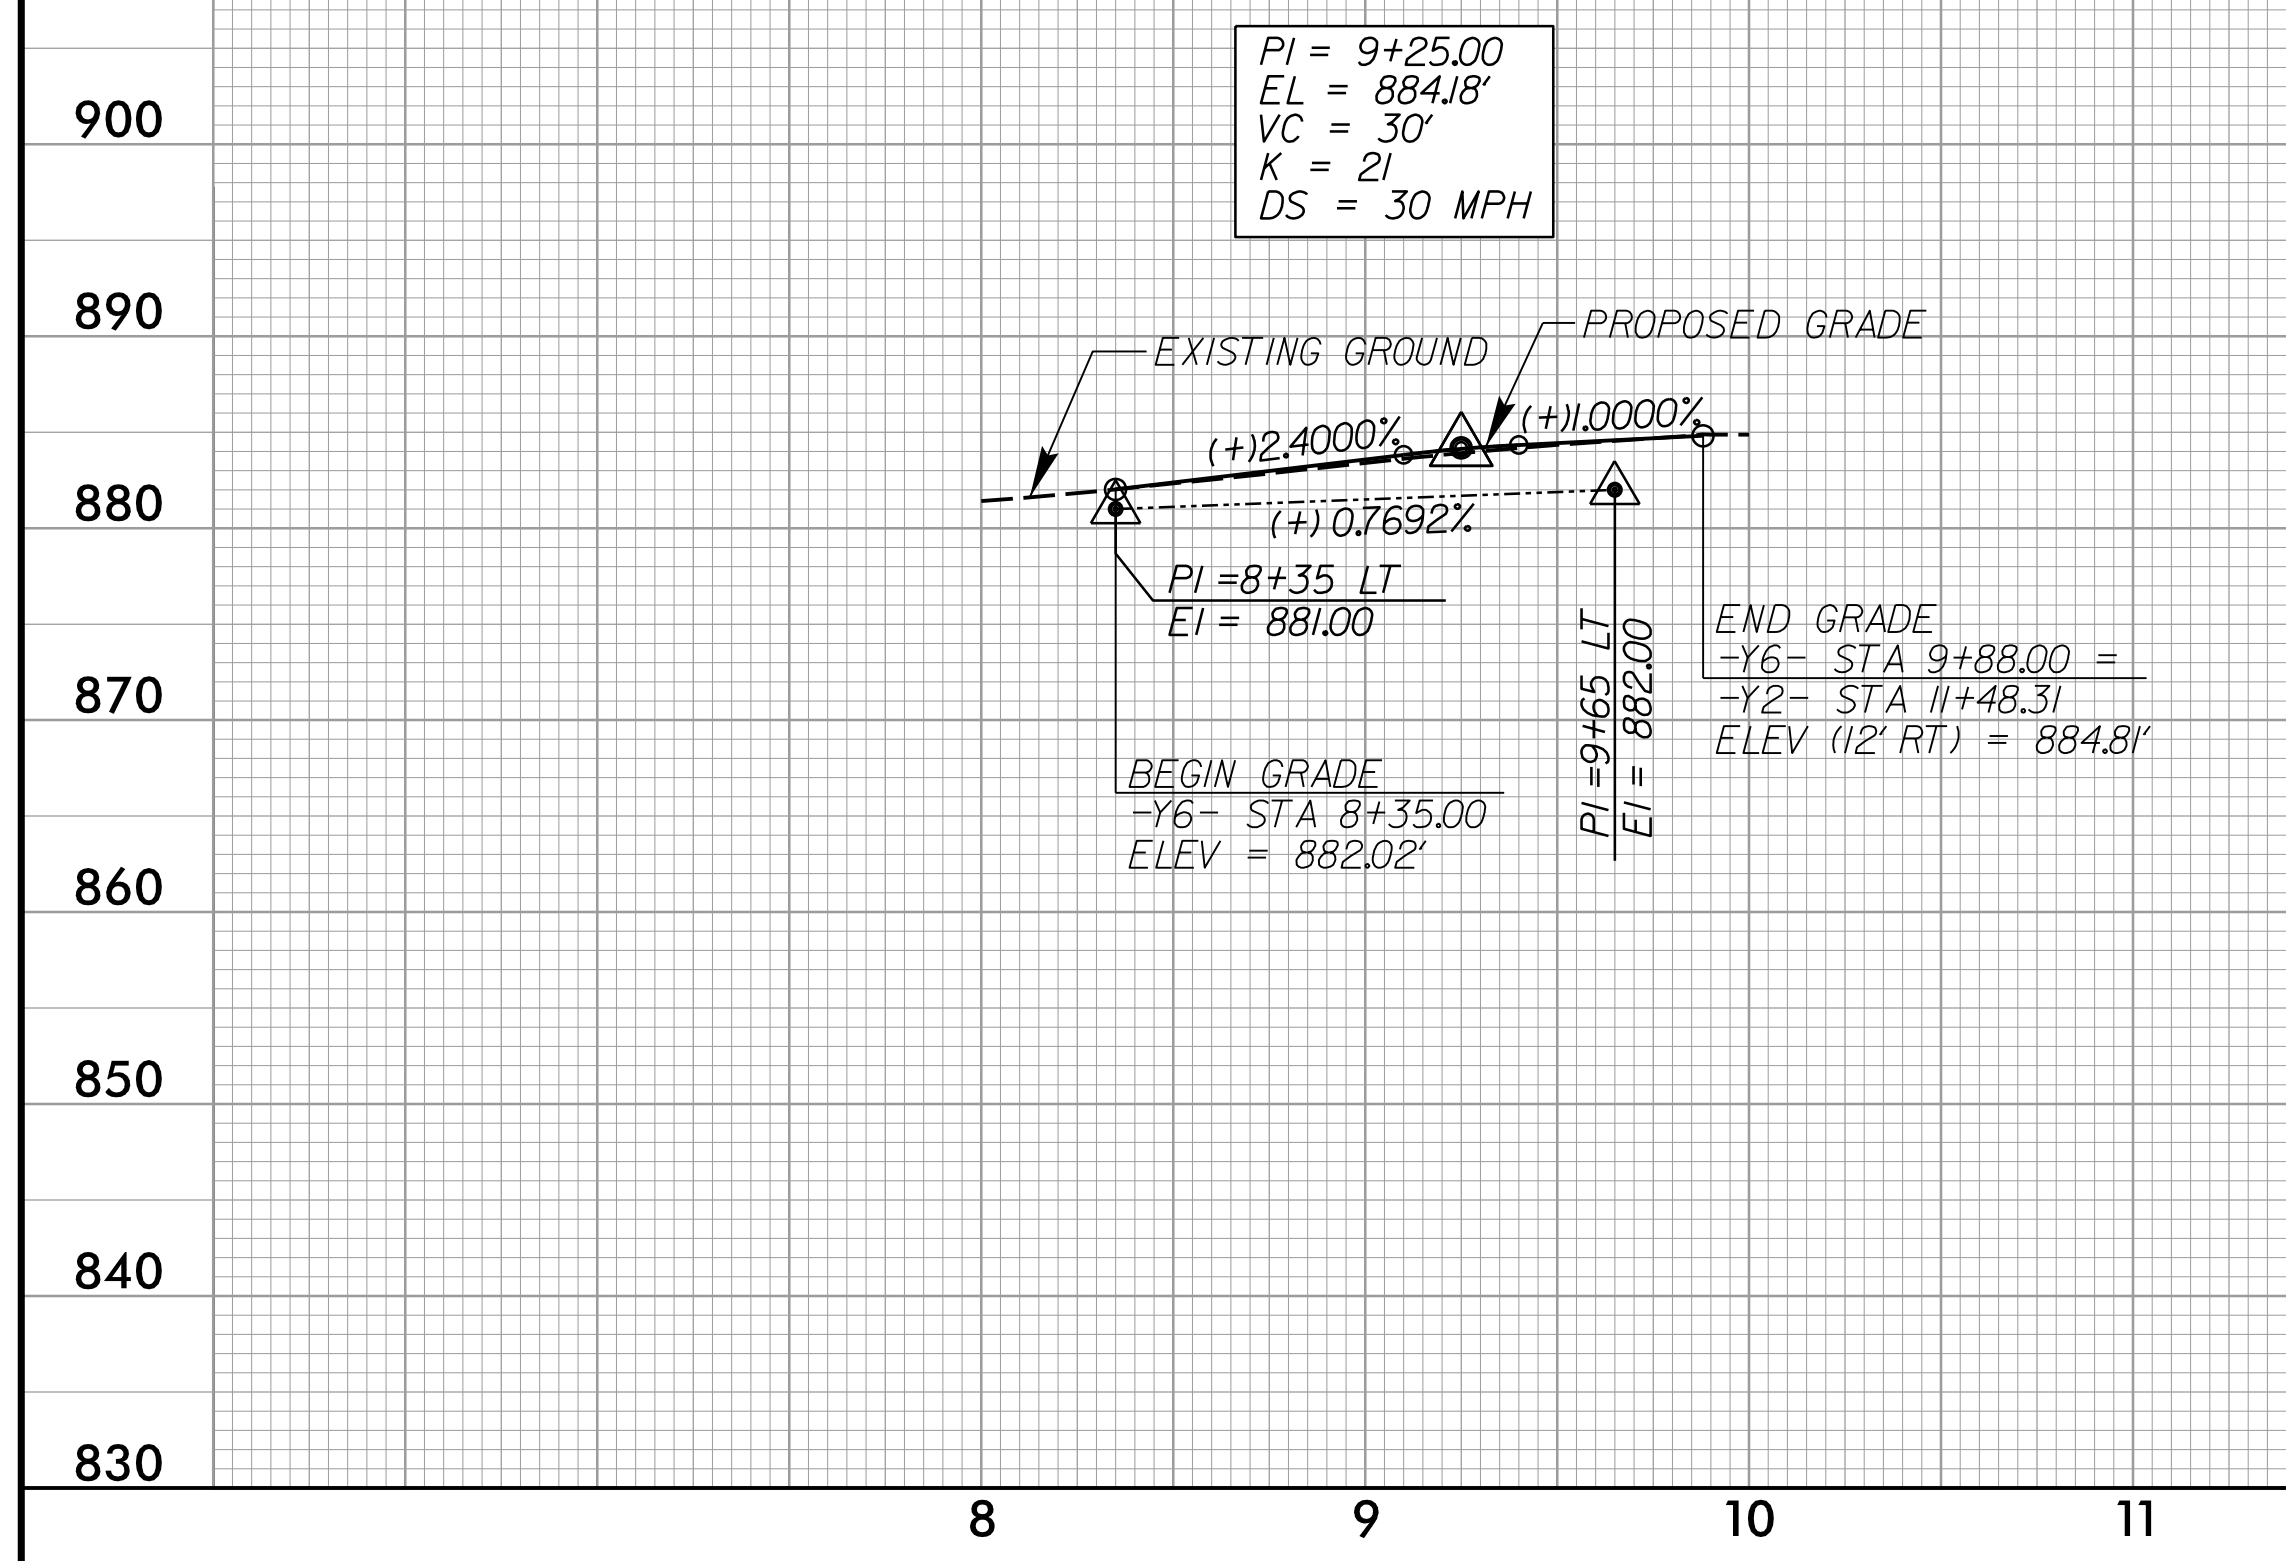 PI = 9+25.00
EL = 884.18'
VC = 30'
K = 21
DS = 30 MPH
900
890
880
870
860
850
840
830
EXISTING GROUND
PROPOSED GRADE
(+)2.4000%
(+)1.0000%
(+) 0.7692%
PI =8+35 LT
EI = 881.00
PI =9+65 LT
EI = 882.00
END GRADE
-Y6- STA 9+88.00 =
-Y2- STA 11+48.31
ELEV (12' RT) = 884.81'
BEGIN GRADE
-Y6- STA 8+35.00
ELEV = 882.02'
8 9 10 11